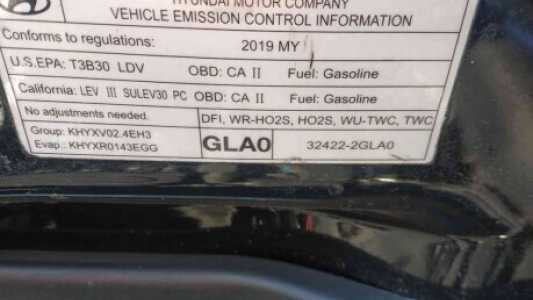 HYUNDAI MOTOR COMPANY
VEHICLE EMISSION CONTROL INFORMATION
Conforms to regulations: 2019 MY
U.S.EPA: T3B30 LDV OBD: CA II Fuel: Gasoline
California: LEV III SULEV30 PC OBD: CA II Fuel: Gasoline
No adjustments needed. DFI, WR-HO2S, HO2S, WU-TWC, TWC
Group: KHYXV02.4EH3
Evap.: KHYXR0143EGG
GLA0 32422-2GLA0